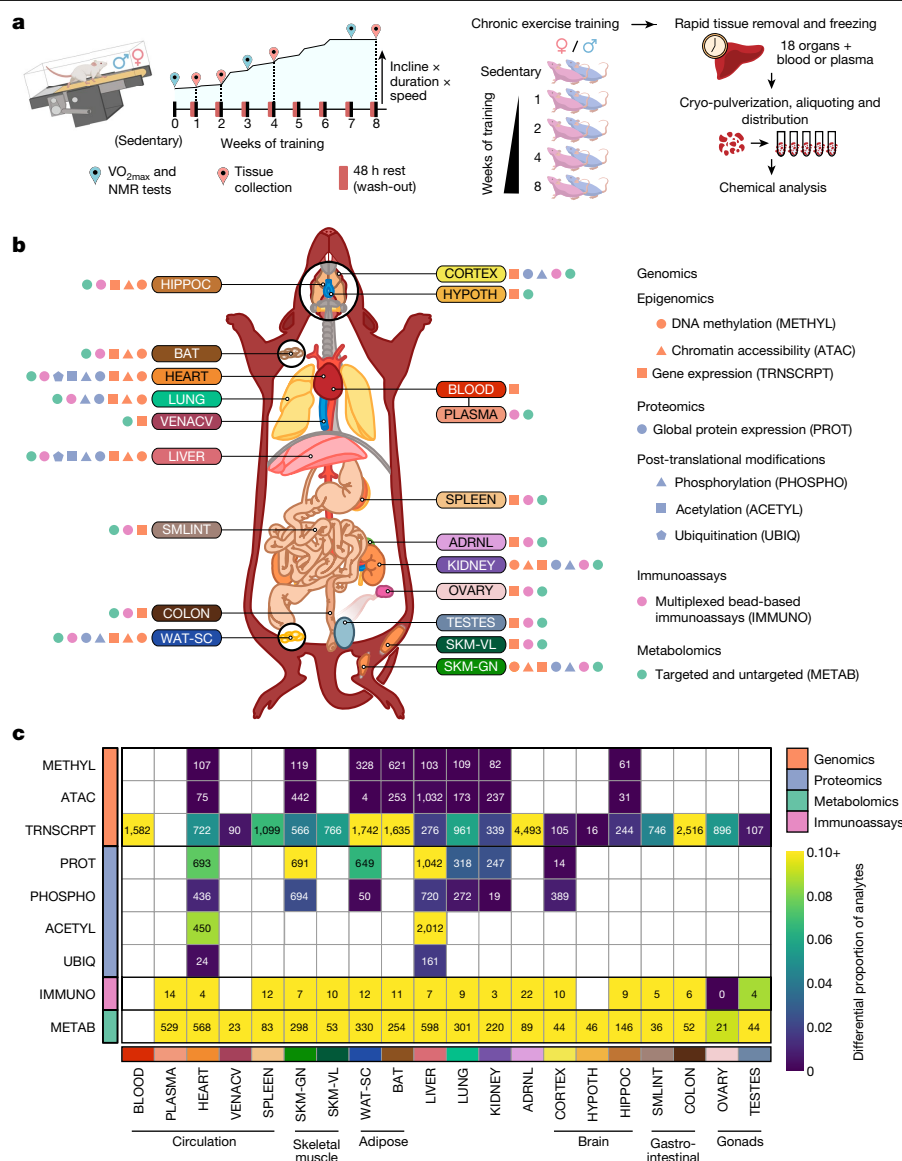 a
Incline ×
duration ×
speed
0 1 2 3 4 5 6 7 8
(Sedentary)
Weeks of training
VO2max and
NMR tests
Tissue
collection
48 h rest
(wash-out)
Chronic exercise training
♀ / ♂
Sedentary
1
2
4
8
Weeks of training
Rapid tissue removal and freezing
18 organs +
blood or plasma
Cryo-pulverization, aliquoting and
distribution
Chemical analysis
b
HIPPOC
BAT
HEART
LUNG
VENACV
LIVER
SMLINT
COLON
WAT-SC
CORTEX
HYPOTH
BLOOD
PLASMA
SPLEEN
ADRNL
KIDNEY
OVARY
TESTES
SKM-VL
SKM-GN
Genomics
Epigenomics
DNA methylation (METHYL)
Chromatin accessibility (ATAC)
Gene expression (TRNSCRPT)
Proteomics
Global protein expression (PROT)
Post-translational modifications
Phosphorylation (PHOSPHO)
Acetylation (ACETYL)
Ubiquitination (UBIQ)
Immunoassays
Multiplexed bead-based
immunoassays (IMMUNO)
Metabolomics
Targeted and untargeted (METAB)
c
METHYL 107 119 328 621 103 109 82 61
ATAC 75 442 4 253 1,032 173 237 31
TRNSCRPT 1,582 722 90 1,099 566 766 1,742 1,635 276 961 339 4,493 105 16 244 746 2,516 896 107
PROT 693 691 649 1,042 318 247 14
PHOSPHO 436 694 50 720 272 19 389
ACETYL 450 2,012
UBIQ 24 161
IMMUNO 14 4 12 7 10 12 11 7 9 3 22 10 9 5 6 0 4
METAB 529 568 23 83 298 53 330 254 598 301 220 89 44 46 146 36 52 21 44
BLOOD PLASMA HEART VENACV SPLEEN SKM-GN SKM-VL WAT-SC BAT LIVER LUNG KIDNEY ADRNL CORTEX HYPOTH HIPPOC SMLINT COLON OVARY TESTES
Circulation
Skeletal
muscle
Adipose
Brain
Gastro-
intestinal
Gonads
Genomics
Proteomics
Metabolomics
Immunoassays
0.10+
0.08
0.06
0.04
0.02
0
Differential proportion of analytes